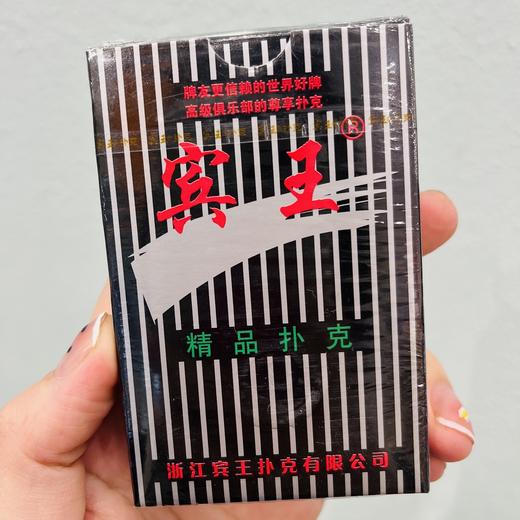 牌友更信赖的世界好牌
高级俱乐部的尊享扑克
宾王®
精品扑克
浙江宾王扑克有限公司